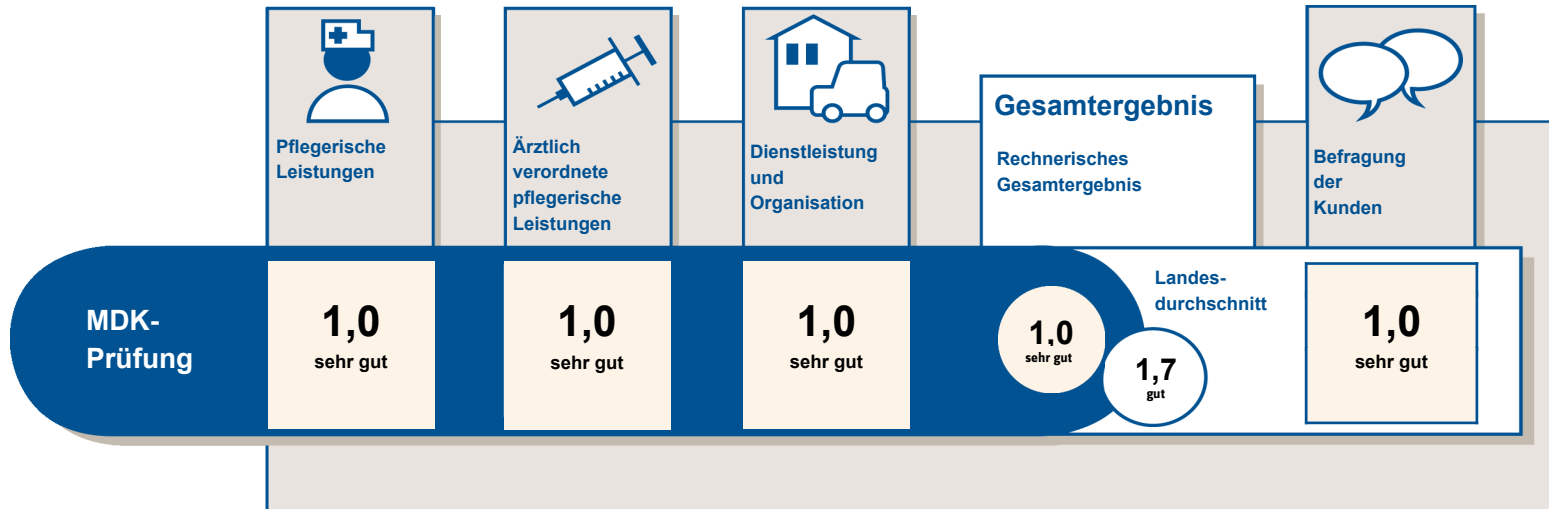 Pflegerische
Leistungen
Ärztlich
verordnete
pflegerische
Leistungen
Dienstleistung
und
Organisation
Gesamtergebnis
Rechnerisches
Gesamtergebnis
Befragung
der
Kunden
MDK-
Prüfung
1,0
sehr gut
1,0
sehr gut
1,0
sehr gut
1,0
sehr gut
Landes-
durchschnitt
1,7
gut
1,0
sehr gut